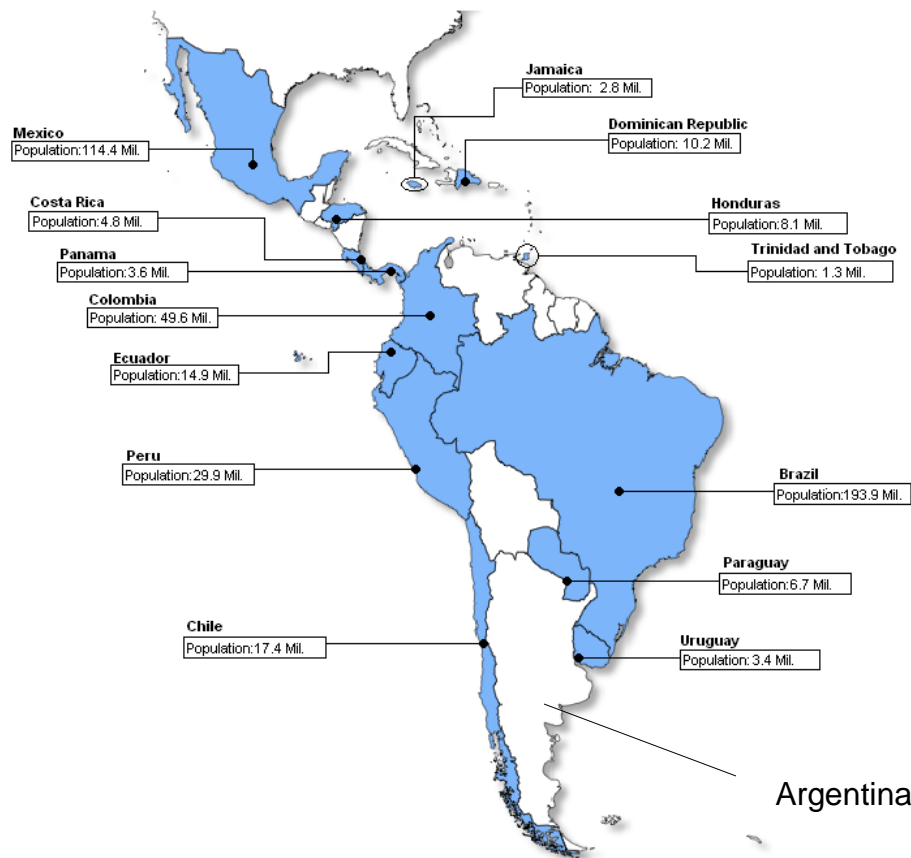 Jamaica
Population: 2.8 Mil.
Dominican Republic
Population: 10.2 Mil.
Mexico
Population:114.4 Mil.
Costa Rica
Population:4.8 Mil.
Honduras
Population:8.1 Mil.
Panama
Population:3.6 Mil.
Trinidad and Tobago
Population: 1.3 Mil.
Colombia
Population: 49.6 Mil.
Ecuador
Population:14.9 Mil.
Peru
Population:29.9 Mil.
Brazil
Population:193.9 Mil.
Paraguay
Population:6.7 Mil.
Chile
Population:17.4 Mil.
Uruguay
Population:3.4 Mil.
Argentina